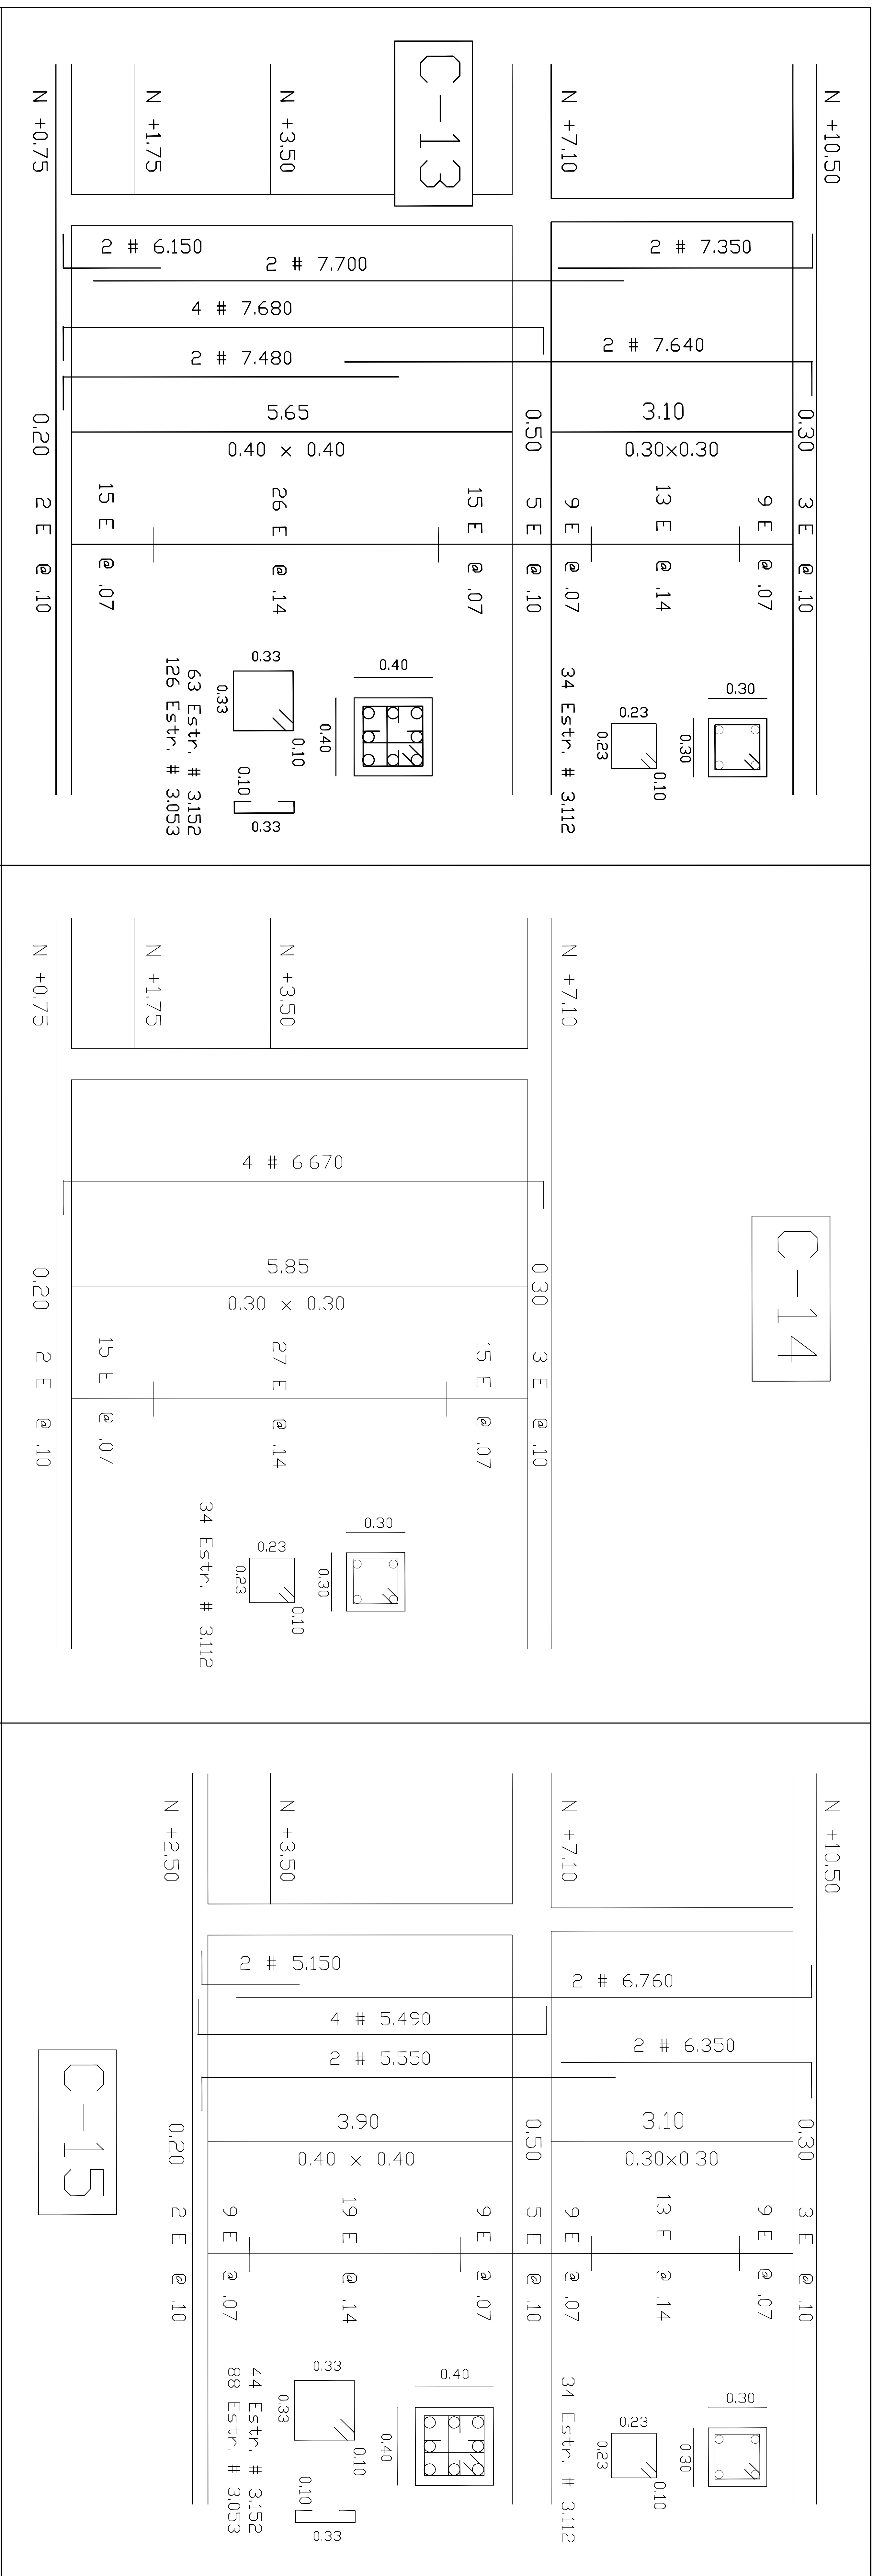 C-13
N +0.75
N +1.75
N +3.50
N +7.10
N +10.50
2 # 6.150
2 # 7.700
2 # 7.350
4 # 7.680
2 # 7.480
2 # 7.640
0.20
5.65
0.50
3.10
0.30
0.40 x 0.40
0.30x0.30
2 E @ .10
15 E @ .07
26 E @ .14
15 E @ .07
5 E @ .10
9 E @ .07
13 E @ .14
9 E @ .07
3 E @ .10
63 Estr. # 3.152
126 Estr. # 3.053
0.33
0.33
0.10
0.10
0.33
0.40
0.40
34 Estr. # 3.112
0.23
0.23
0.10
0.30
0.30
C-14
N +0.75
N +1.75
N +3.50
N +7.10
4 # 6.670
0.20
5.85
0.30
0.30 x 0.30
2 E @ .10
15 E @ .07
27 E @ .14
15 E @ .07
3 E @ .10
34 Estr. # 3.112
0.23
0.23
0.10
0.30
0.30
C-15
N +2.50
N +3.50
N +7.10
N +10.50
2 # 5.150
2 # 6.760
4 # 5.490
2 # 5.550
2 # 6.350
0.20
3.90
0.50
3.10
0.30
0.40 x 0.40
0.30x0.30
2 E @ .10
9 E @ .07
19 E @ .14
9 E @ .07
5 E @ .10
9 E @ .07
13 E @ .14
9 E @ .07
3 E @ .10
44 Estr. # 3.152
88 Estr. # 3.053
0.33
0.33
0.10
0.10
0.33
0.40
0.40
34 Estr. # 3.112
0.23
0.23
0.10
0.30
0.30